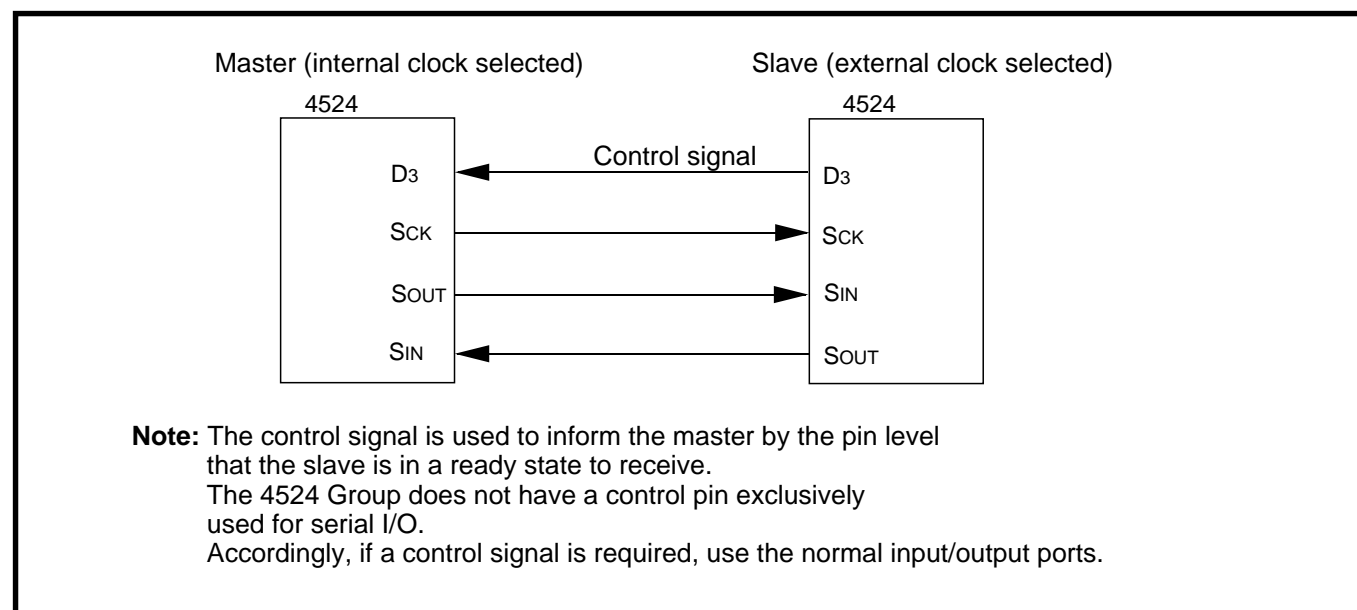 Master (internal clock selected)
Slave (external clock selected)
4524
4524
Control signal
D3
D3
SCK
SCK
SOUT
SIN
SIN
SOUT
Note: The control signal is used to inform the master by the pin level
that the slave is in a ready state to receive.
The 4524 Group does not have a control pin exclusively
used for serial I/O.
Accordingly, if a control signal is required, use the normal input/output ports.